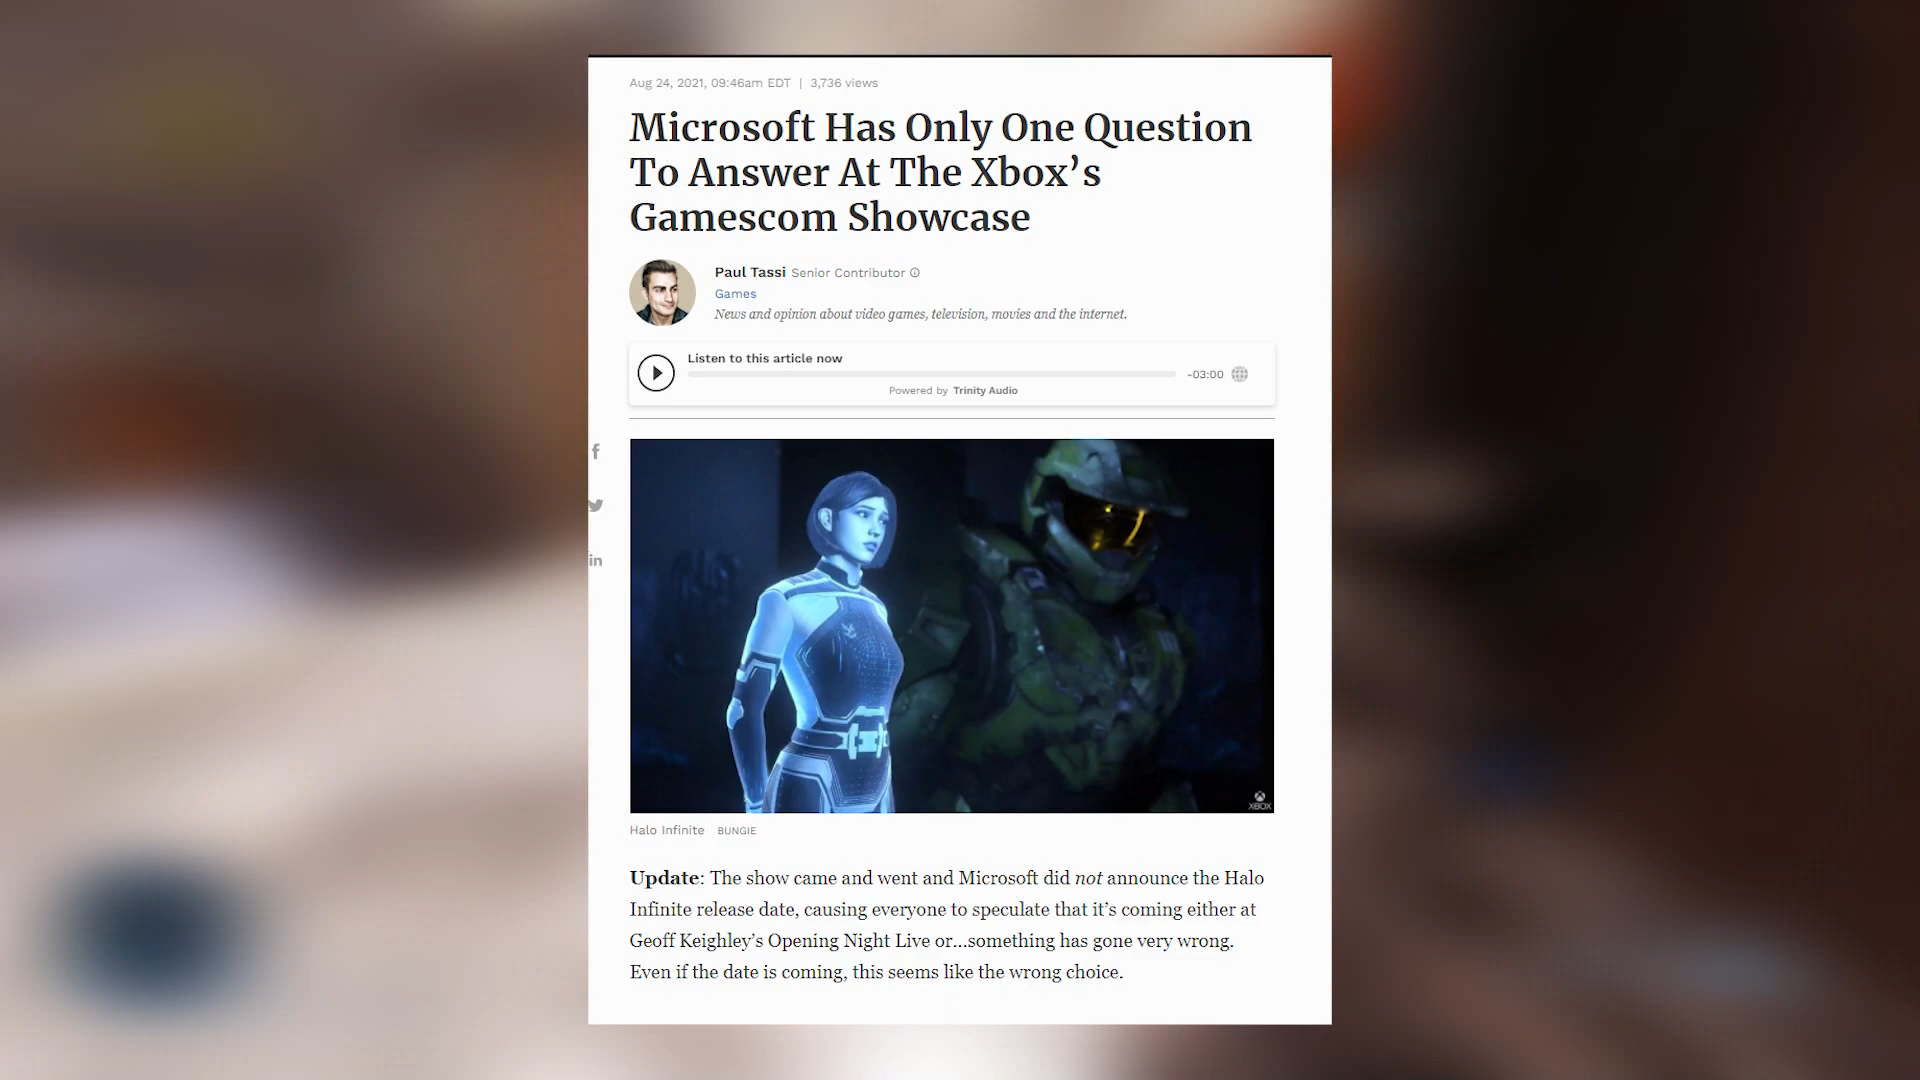 Aug 24, 2021, 09:46am EDT | 3,736 views
Microsoft Has Only One Question
To Answer At The Xbox’s
Gamescom Showcase
Paul Tassi Senior Contributor
Games
News and opinion about video games, television, movies and the internet.
Listen to this article now
-03:00
Powered by Trinity Audio
f
in
XBOX
Halo Infinite BUNGIE
Update: The show came and went and Microsoft did not announce the Halo
Infinite release date, causing everyone to speculate that it’s coming either at
Geoff Keighley’s Opening Night Live or...something has gone very wrong.
Even if the date is coming, this seems like the wrong choice.